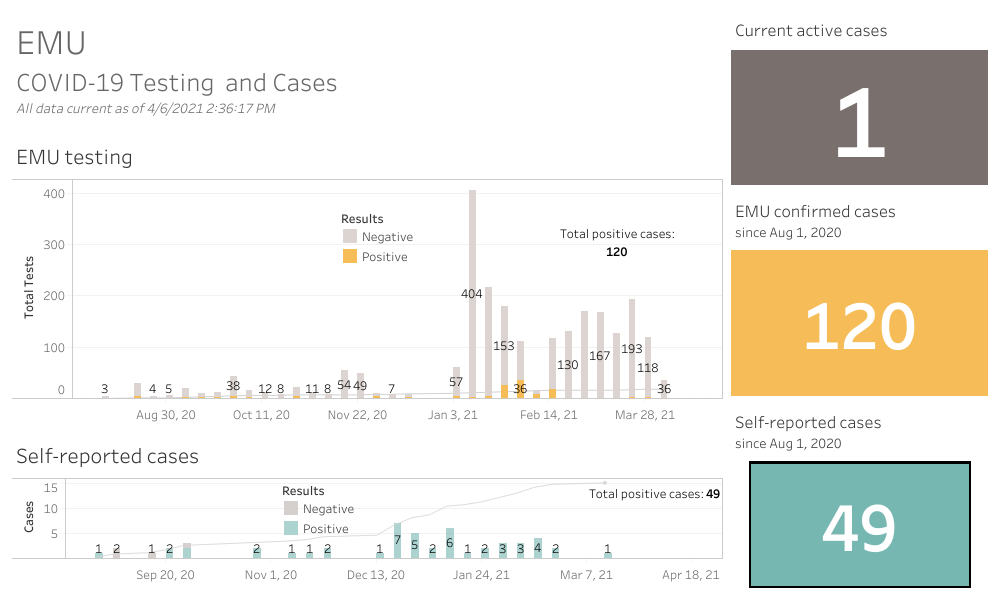 EMU
COVID-19 Testing and Cases
All data current as of 4/6/2021 2:36:17 PM
Current active cases
1
EMU confirmed cases
since Aug 1, 2020
120
Self-reported cases
since Aug 1, 2020
49
EMU testing
Total Tests
400
300
200
100
0
Results
Negative
Positive
Total positive cases:
120
3 4 5 38 12 8 11 8 54 49 7 57 404 153 36 130 167 193 118 36
Aug 30, 20 Oct 11, 20 Nov 22, 20 Jan 3, 21 Feb 14, 21 Mar 28, 21
Self-reported cases
Cases
15
10
5
Results
Negative
Positive
Total positive cases: 49
1 2 1 2 2 1 1 2 1 7 5 2 6 1 2 3 3 4 2 1
Sep 20, 20 Nov 1, 20 Dec 13, 20 Jan 24, 21 Mar 7, 21 Apr 18, 21